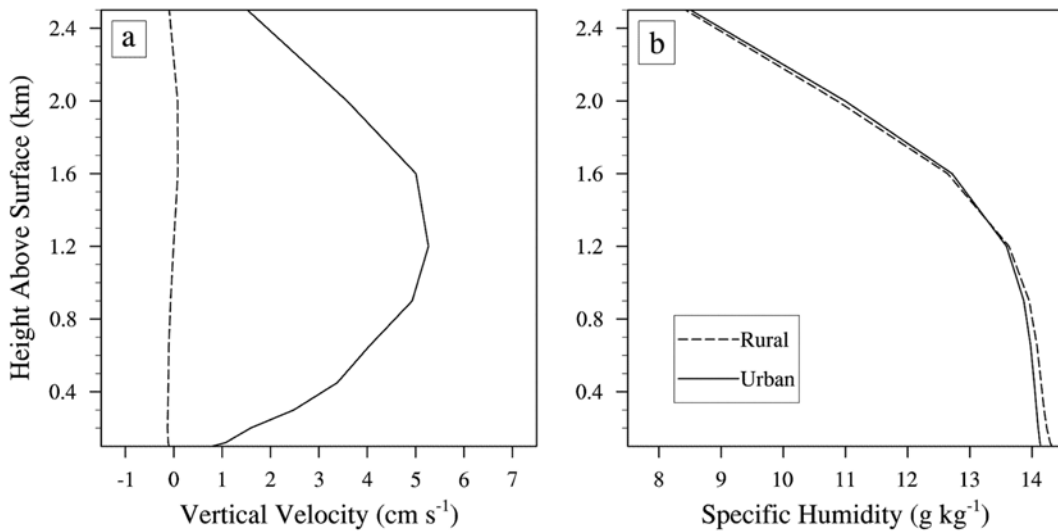 a
b
2.4
2.0
1.6
1.2
0.8
0.4
Height Above Surface (km)
-1 0 1 2 3 4 5 6 7
Vertical Velocity (cm s-1)
2.4
2.0
1.6
1.2
0.8
0.4
Rural
Urban
8 9 10 11 12 13 14
Specific Humidity (g kg-1)